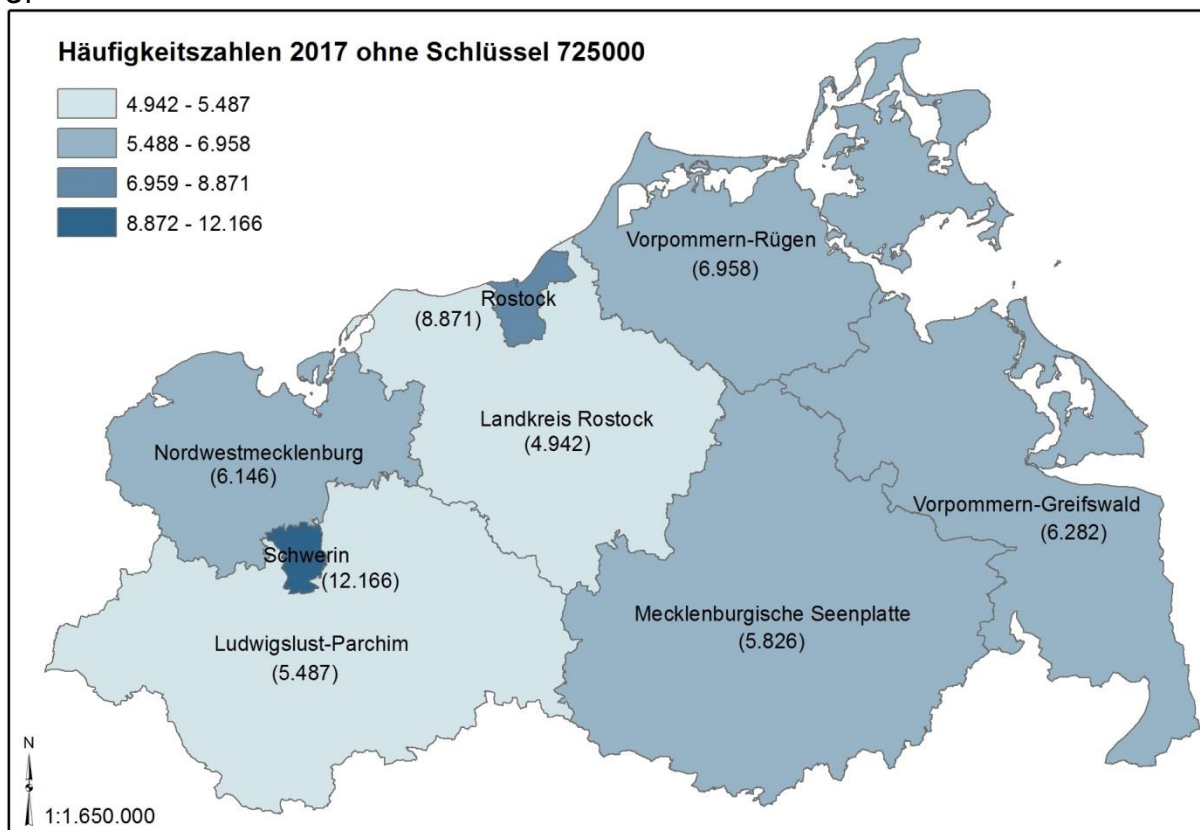 Häufigkeitszahlen 2017 ohne Schlüssel 725000
4.942 - 5.487
5.488 - 6.958
6.959 - 8.871
8.872 - 12.166
Vorpommern-Rügen
(6.958)
Rostock
(8.871)
Landkreis Rostock
(4.942)
Nordwestmecklenburg
(6.146)
Vorpommern-Greifswald
(6.282)
Schwerin
(12.166)
Mecklenburgische Seenplatte
(5.826)
Ludwigslust-Parchim
(5.487)
N
1:1.650.000